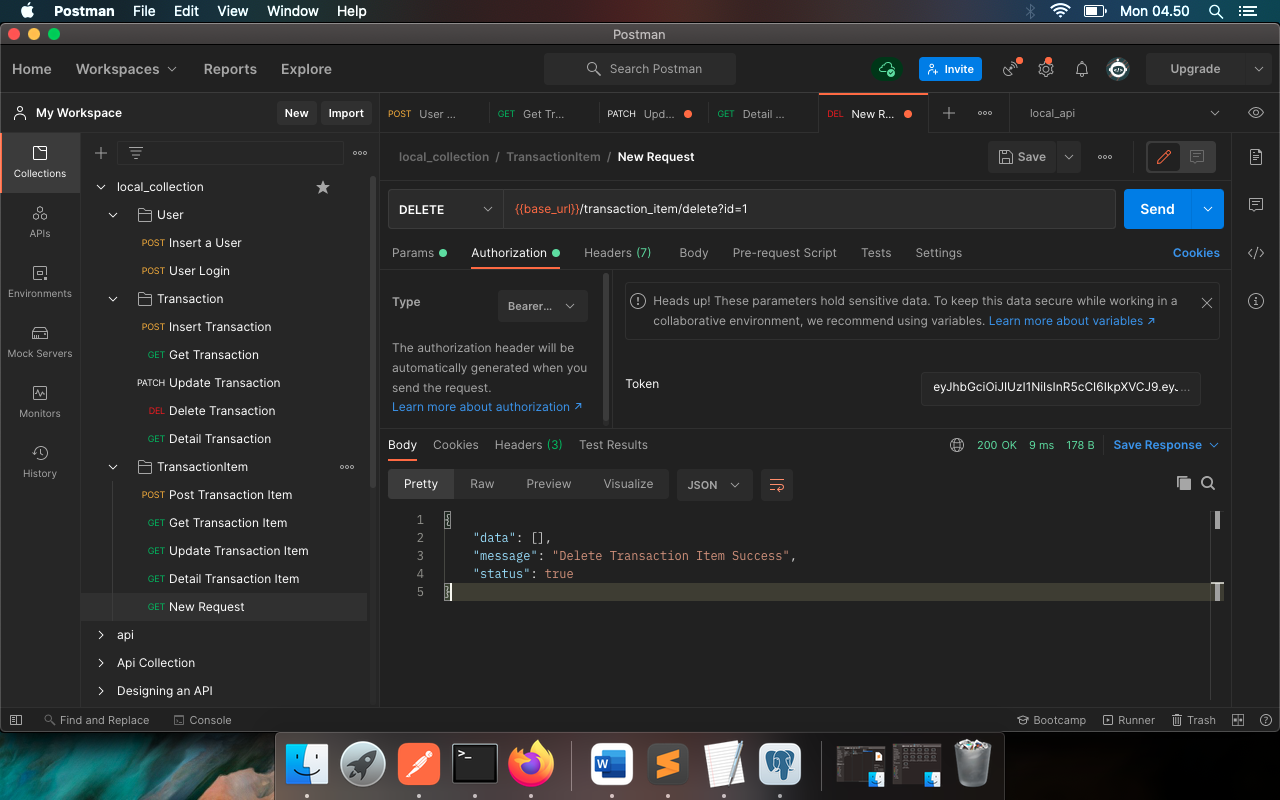 Postman File Edit View Window Help Mon 04.50
Postman
Home Workspaces Reports Explore Search Postman Invite Upgrade
My Workspace New Import
POST User ... GET Get Tr... PATCH Upd... GET Detail ... DEL New R... local_api
Collections
APIs
Environments
Mock Servers
Monitors
History
local_collection
User
POST Insert a User
POST User Login
Transaction
POST Insert Transaction
GET Get Transaction
PATCH Update Transaction
DEL Delete Transaction
GET Detail Transaction
TransactionItem
POST Post Transaction Item
GET Get Transaction Item
GET Update Transaction Item
GET Detail Transaction Item
GET New Request
api
Api Collection
Designing an API
local_collection / TransactionItem / New Request Save
DELETE {{base_url}}/transaction_item/delete?id=1 Send
Params Authorization Headers (7) Body Pre-request Script Tests Settings Cookies
Type Bearer...
The authorization header will be
automatically generated when you
send the request.
Learn more about authorization ↗
Heads up! These parameters hold sensitive data. To keep this data secure while working in a
collaborative environment, we recommend using variables. Learn more about variables ↗
Token
Body Cookies Headers (3) Test Results 200 OK 9 ms 178 B Save Response
Pretty Raw Preview Visualize JSON
1 {
2 "data": [],
3 "message": "Delete Transaction Item Success",
4 "status": true
5 }
Find and Replace Console Bootcamp Runner Trash